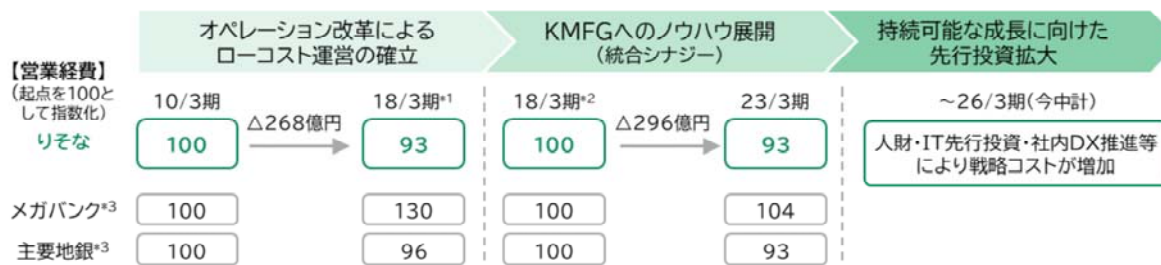 オペレーション改革による
ローコスト運営の確立
KMFGへのノウハウ展開
(統合シナジー)
持続可能な成長に向けた
先行投資拡大
【営業経費】
(起点を100と
して指数化)
10/3期 18/3期*1 18/3期*2 23/3期 ～26/3期(今中計)
りそな 100 △268億円 93 100 △296億円 93
人財・IT先行投資・社内DX推進等
により戦略コストが増加
メガバンク*3 100 130 100 104
主要地銀*3 100 96 100 93